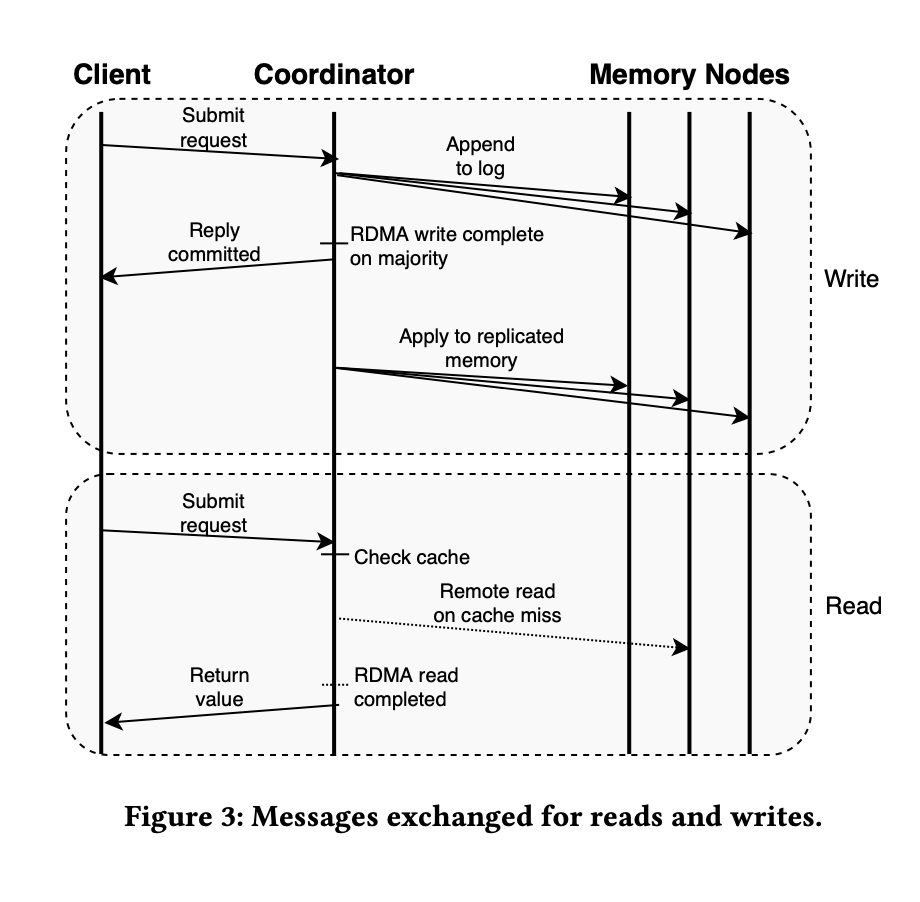 Client
Coordinator
Memory Nodes
Submit
request
Append
to log
Reply
committed
RDMA write complete
on majority
Write
Apply to replicated
memory
Submit
request
Check cache
Remote read
on cache miss
Read
Return
value
RDMA read
completed
Figure 3: Messages exchanged for reads and writes.